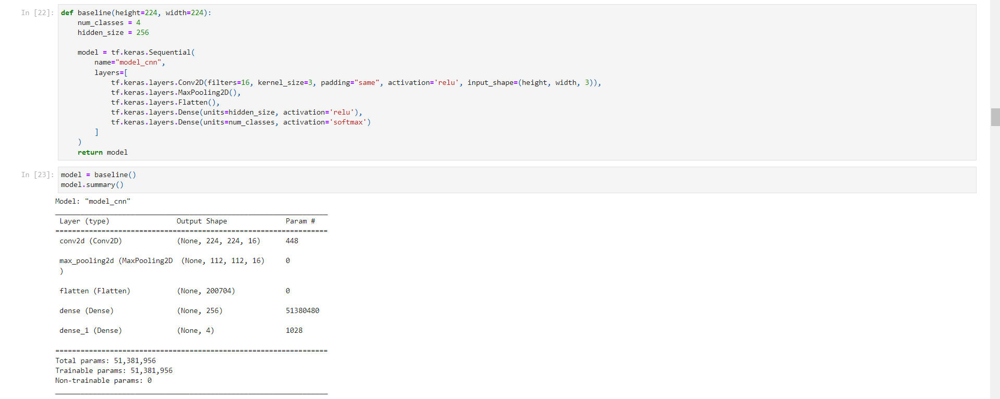 In [22]: def baseline(height=224, width=224):
    num_classes = 4
    hidden_size = 256

    model = tf.keras.Sequential(
        name="model_cnn",
        layers=[
            tf.keras.layers.Conv2D(filters=16, kernel_size=3, padding="same", activation='relu', input_shape=(height, width, 3)),
            tf.keras.layers.MaxPooling2D(),
            tf.keras.layers.Flatten(),
            tf.keras.layers.Dense(units=hidden_size, activation='relu'),
            tf.keras.layers.Dense(units=num_classes, activation='softmax')
        ]
    )
    return model
In [23]: model = baseline()
model.summary()
Model: "model_cnn"
_________________________________________________________________
 Layer (type)                Output Shape              Param #
=================================================================
 conv2d (Conv2D)             (None, 224, 224, 16)      448

 max_pooling2d (MaxPooling2D  (None, 112, 112, 16)     0
 )

 flatten (Flatten)           (None, 200704)            0

 dense (Dense)               (None, 256)               51380480

 dense_1 (Dense)             (None, 4)                 1028

=================================================================
Total params: 51,381,956
Trainable params: 51,381,956
Non-trainable params: 0
_________________________________________________________________